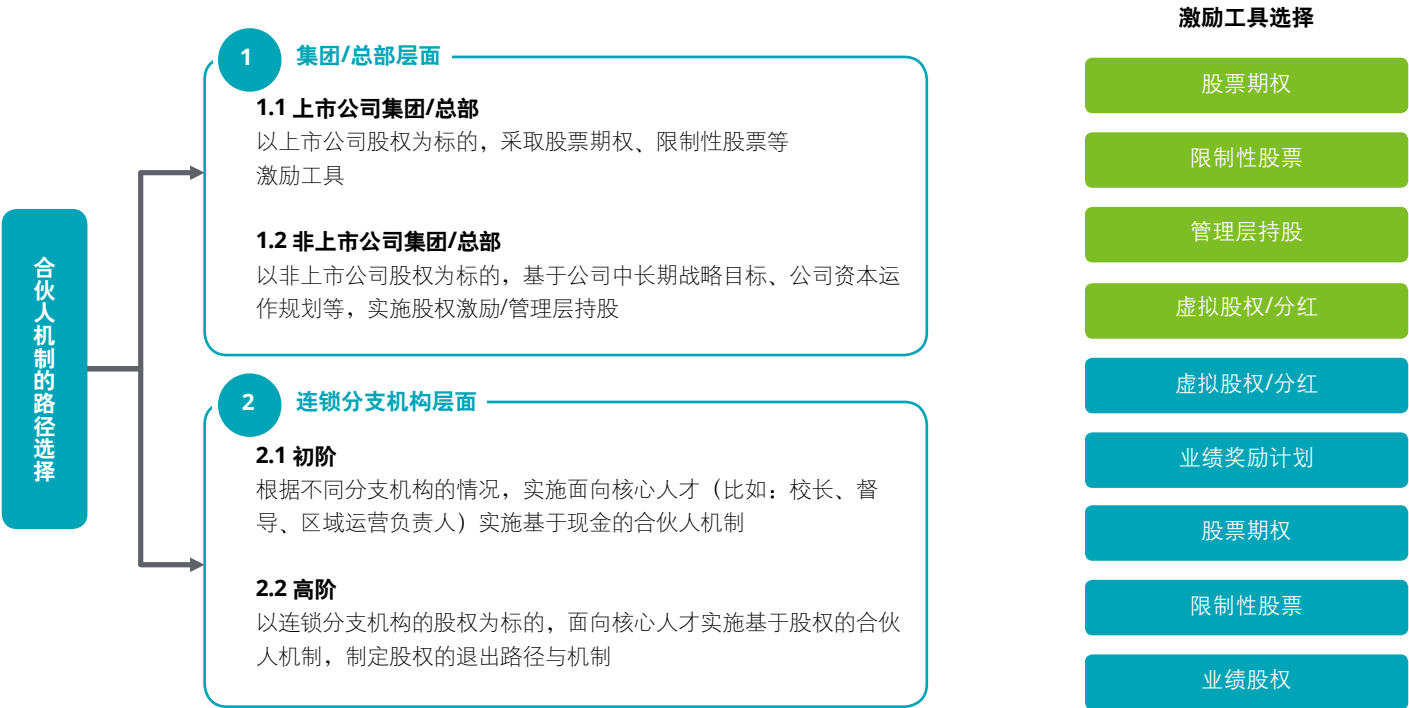 合伙人机制的路径选择
1
集团/总部层面
1.1 上市公司集团/总部
以上市公司股权为标的，采取股票期权、限制性股票等
激励工具
1.2 非上市公司集团/总部
以非上市公司股权为标的，基于公司中长期战略目标、公司资本运
作规划等，实施股权激励/管理层持股
2
连锁分支机构层面
2.1 初阶
根据不同分支机构的情况，实施面向核心人才（比如：校长、督
导、区域运营负责人）实施基于现金的合伙人机制
2.2 高阶
以连锁分支机构的股权为标的，面向核心人才实施基于股权的合伙
人机制，制定股权的退出路径与机制
激励工具选择
股票期权
限制性股票
管理层持股
虚拟股权/分红
虚拟股权/分红
业绩奖励计划
股票期权
限制性股票
业绩股权